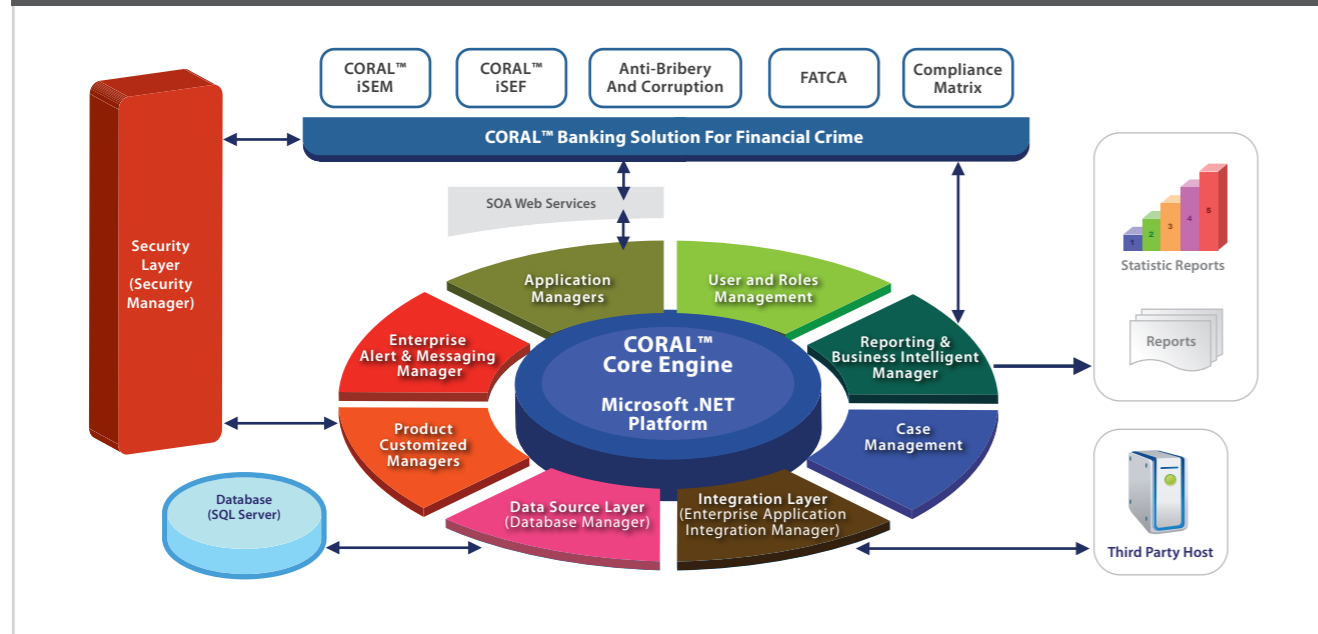 CORAL™
iSEM
CORAL™
iSEF
Anti-Bribery
And Corruption
FATCA
Compliance
Matrix
CORAL™ Banking Solution For Financial Crime
SOA Web Services
Security
Layer
(Security
Manager)
Application
Managers
User and Roles
Management
Enterprise
Alert & Messaging
Manager
CORAL™
Core Engine
Microsoft .NET
Platform
Reporting &
Business Intelligent
Manager
Product
Customized
Managers
Case
Management
Data Source Layer
(Database Manager)
Integration Layer
(Enterprise Application
Integration Manager)
Database
(SQL Server)
1
2
3
4
5
Statistic Reports
Reports
Third Party Host